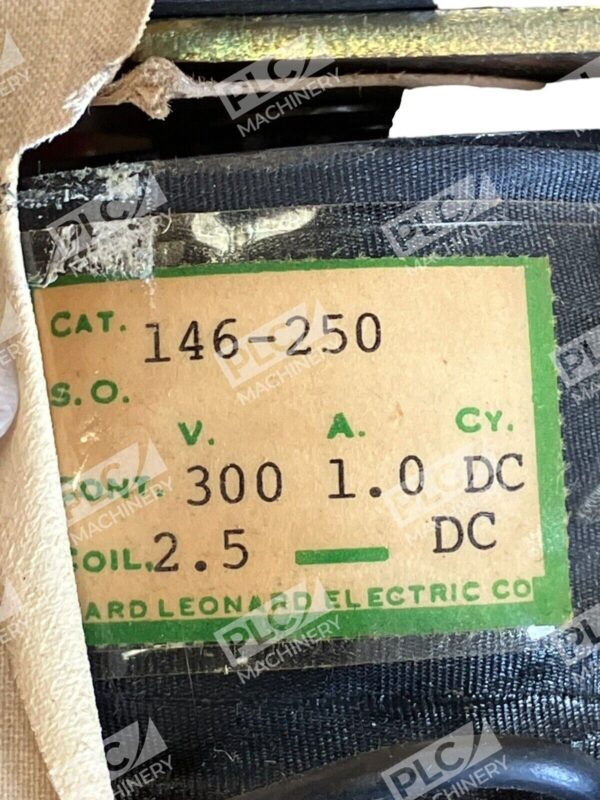 CAT. 146-250
S.O.
V. A. CY.
CONT. 300 1.0 DC
COIL. 2.5 — DC
ARD LEONARD ELECTRIC CO
PLC MACHINERY